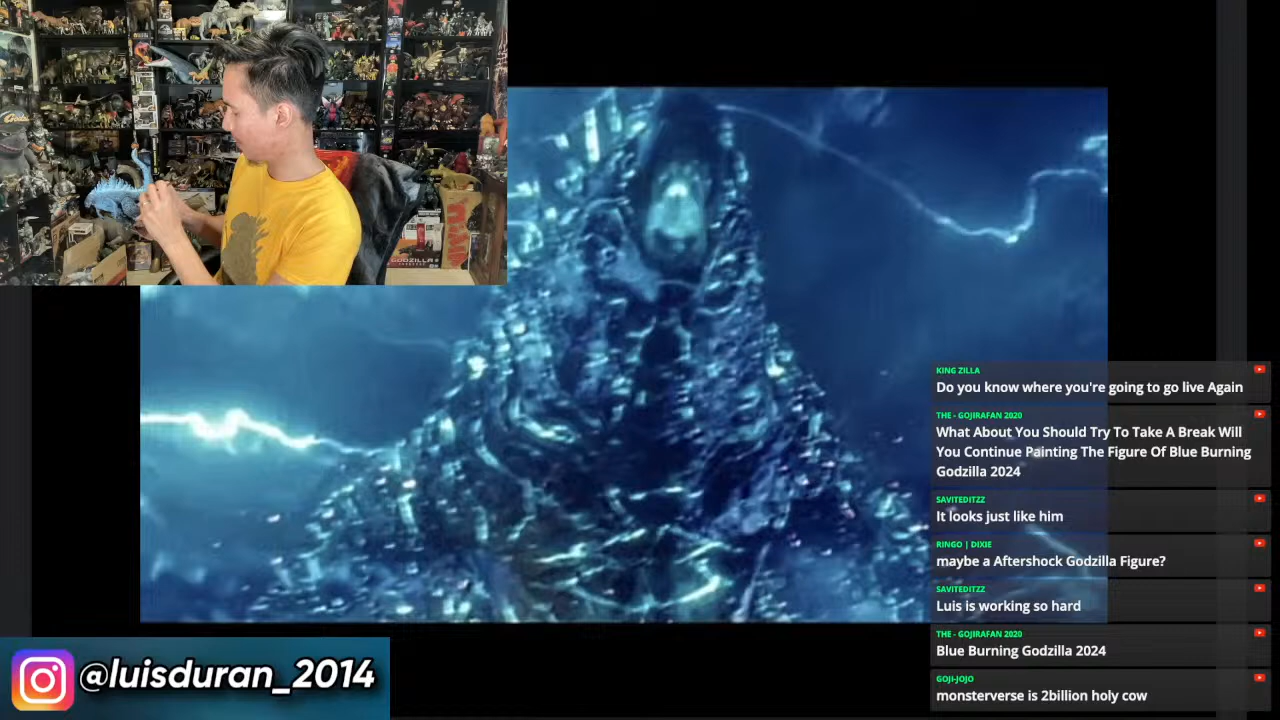 GODZILLA
KING ZILLA
Do you know where you're going to go live Again
THE - GOJIRAFAN 2020
What About You Should Try To Take A Break Will
You Continue Painting The Figure Of Blue Burning
Godzilla 2024
SAVITEDITZZ
It looks just like him
RINGO | DIXIE
maybe a Aftershock Godzilla Figure?
SAVITEDITZZ
Luis is working so hard
THE - GOJIRAFAN 2020
Blue Burning Godzilla 2024
GOJI-JOJO
monsterverse is 2billion holy cow
@luisduran_2014